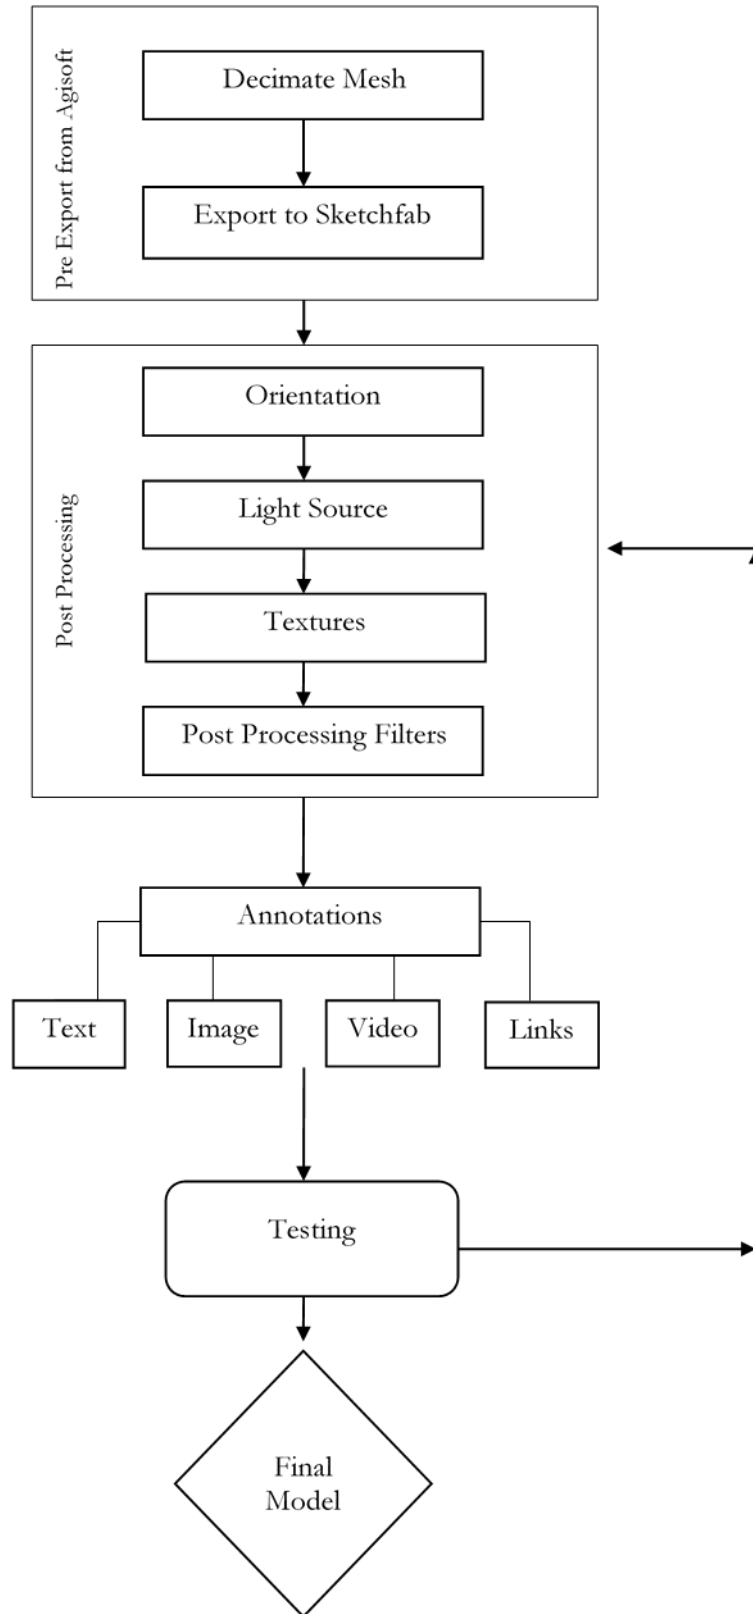 Pre Export from Agisoft
Decimate Mesh
Export to Sketchfab
Post Processing
Orientation
Light Source
Textures
Post Processing Filters
Annotations
Text
Image
Video
Links
Testing
Final
Model